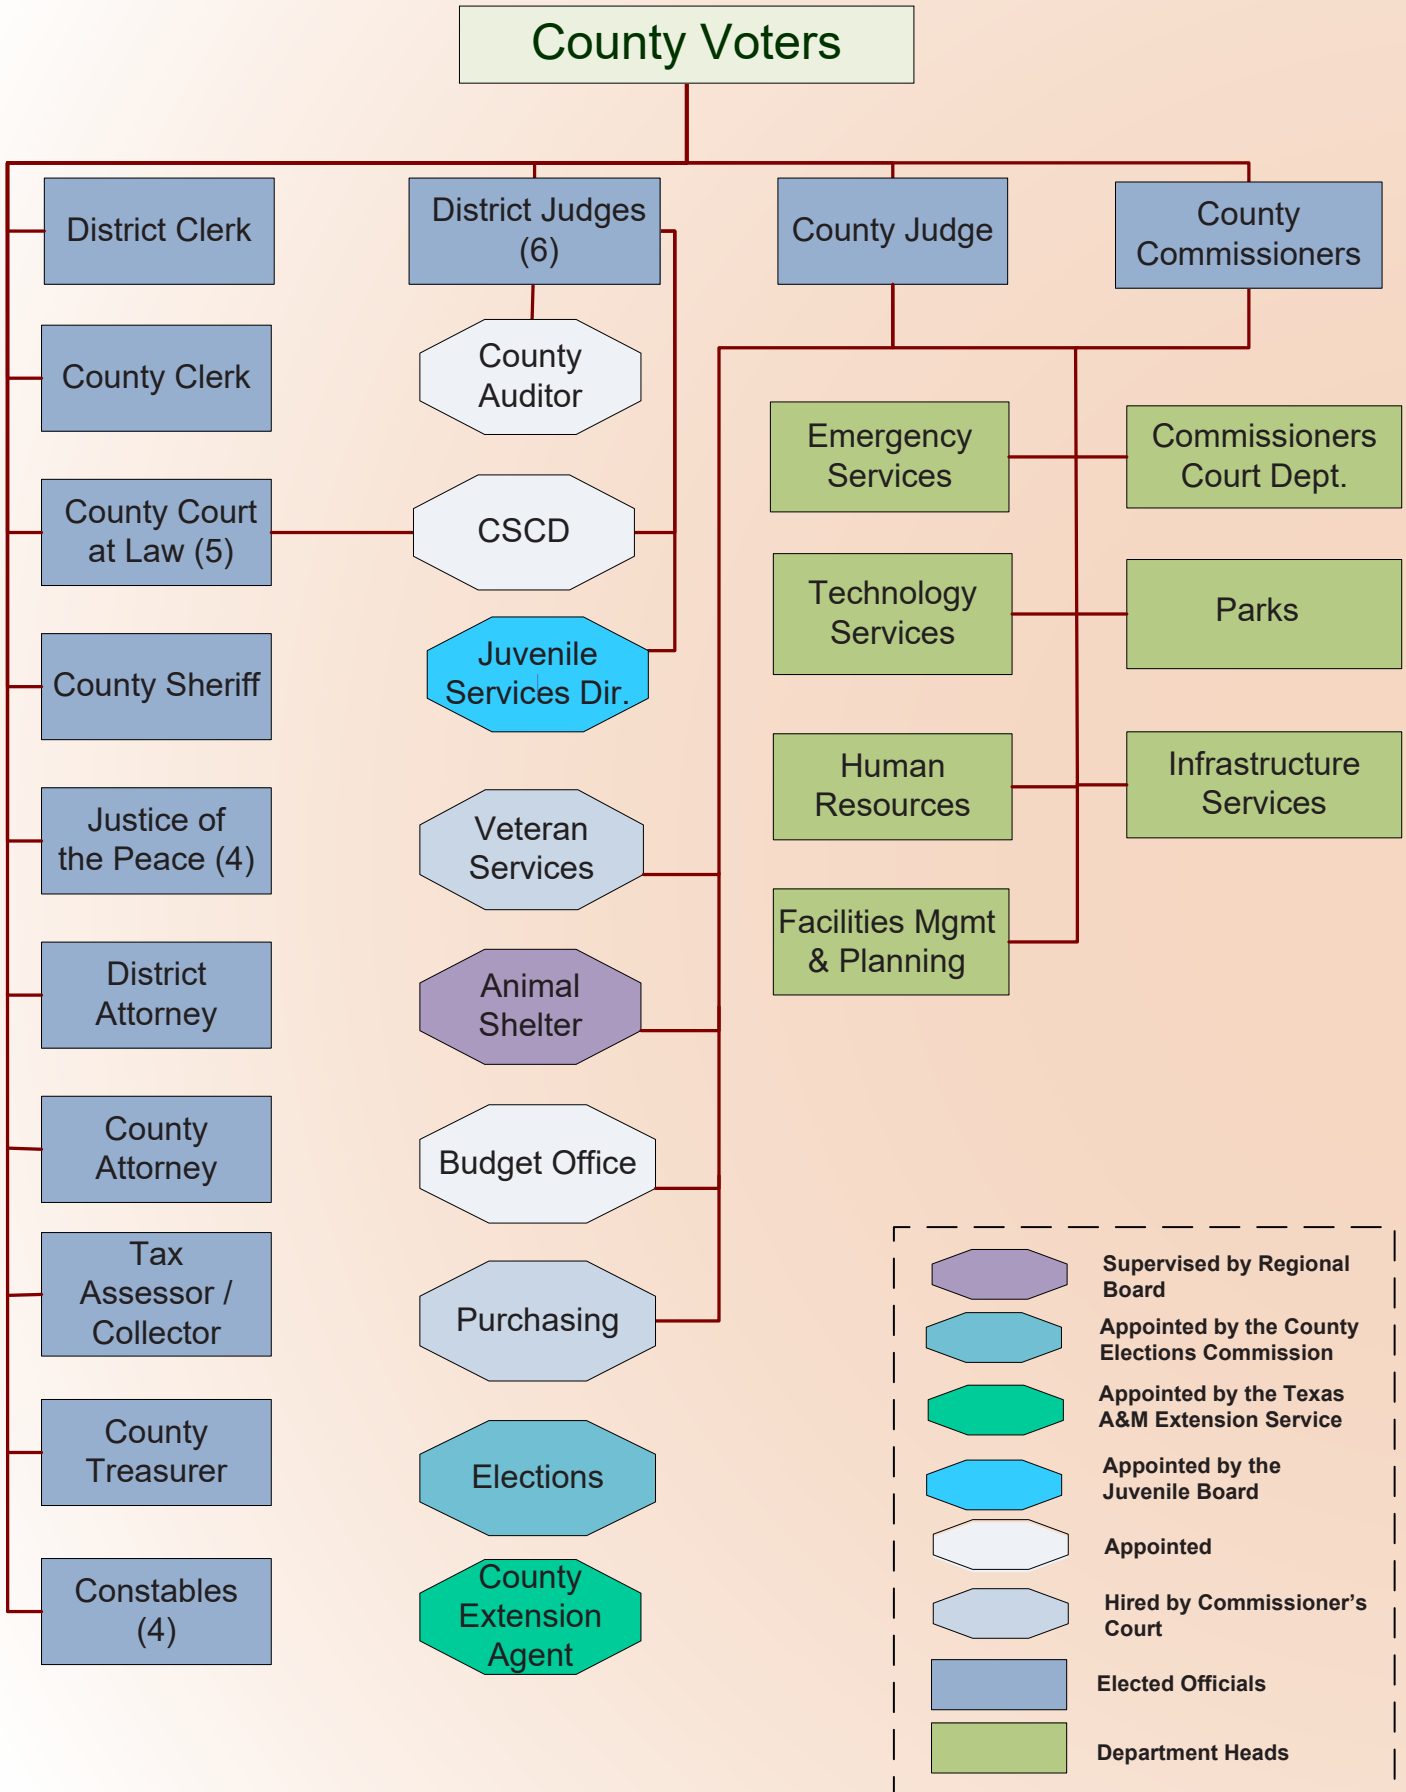 County Voters
District Clerk
District Judges
(6)
County Judge
County
Commissioners
County Clerk
County
Auditor
Emergency
Services
Commissioners
Court Dept.
County Court
at Law (5)
CSCD
Technology
Services
Parks
County Sheriff
Juvenile
Services Dir.
Human
Resources
Infrastructure
Services
Justice of
the Peace (4)
Veteran
Services
Facilities Mgmt
& Planning
District
Attorney
Animal
Shelter
County
Attorney
Budget Office
Tax
Assessor /
Collector
Purchasing
County
Treasurer
Elections
Constables
(4)
County
Extension
Agent
Supervised by Regional
Board
Appointed by the County
Elections Commission
Appointed by the Texas
A&M Extension Service
Appointed by the
Juvenile Board
Appointed
Hired by Commissioner's
Court
Elected Officials
Department Heads